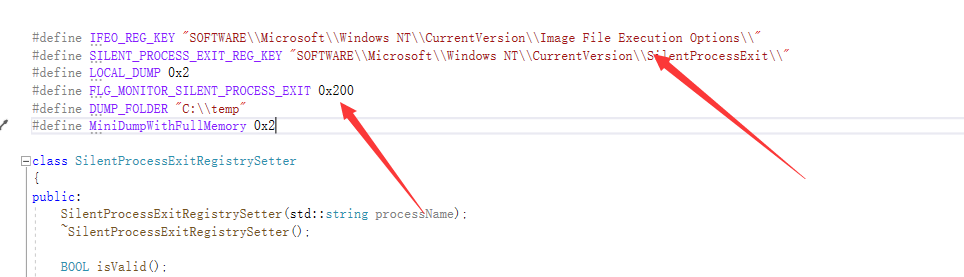 #define IFEO_REG_KEY "SOFTWARE\\Microsoft\\Windows NT\\CurrentVersion\\Image File Execution Options\\"
#define SILENT_PROCESS_EXIT_REG_KEY "SOFTWARE\\Microsoft\\Windows NT\\CurrentVersion\\SilentProcessExit\\"
#define LOCAL_DUMP 0x2
#define FLG_MONITOR_SILENT_PROCESS_EXIT 0x200
#define DUMP_FOLDER "C:\\temp"
#define MiniDumpWithFullMemory 0x2
class SilentProcessExitRegistrySetter
{
public:
SilentProcessExitRegistrySetter(std::string processName);
~SilentProcessExitRegistrySetter();
BOOL isValid();